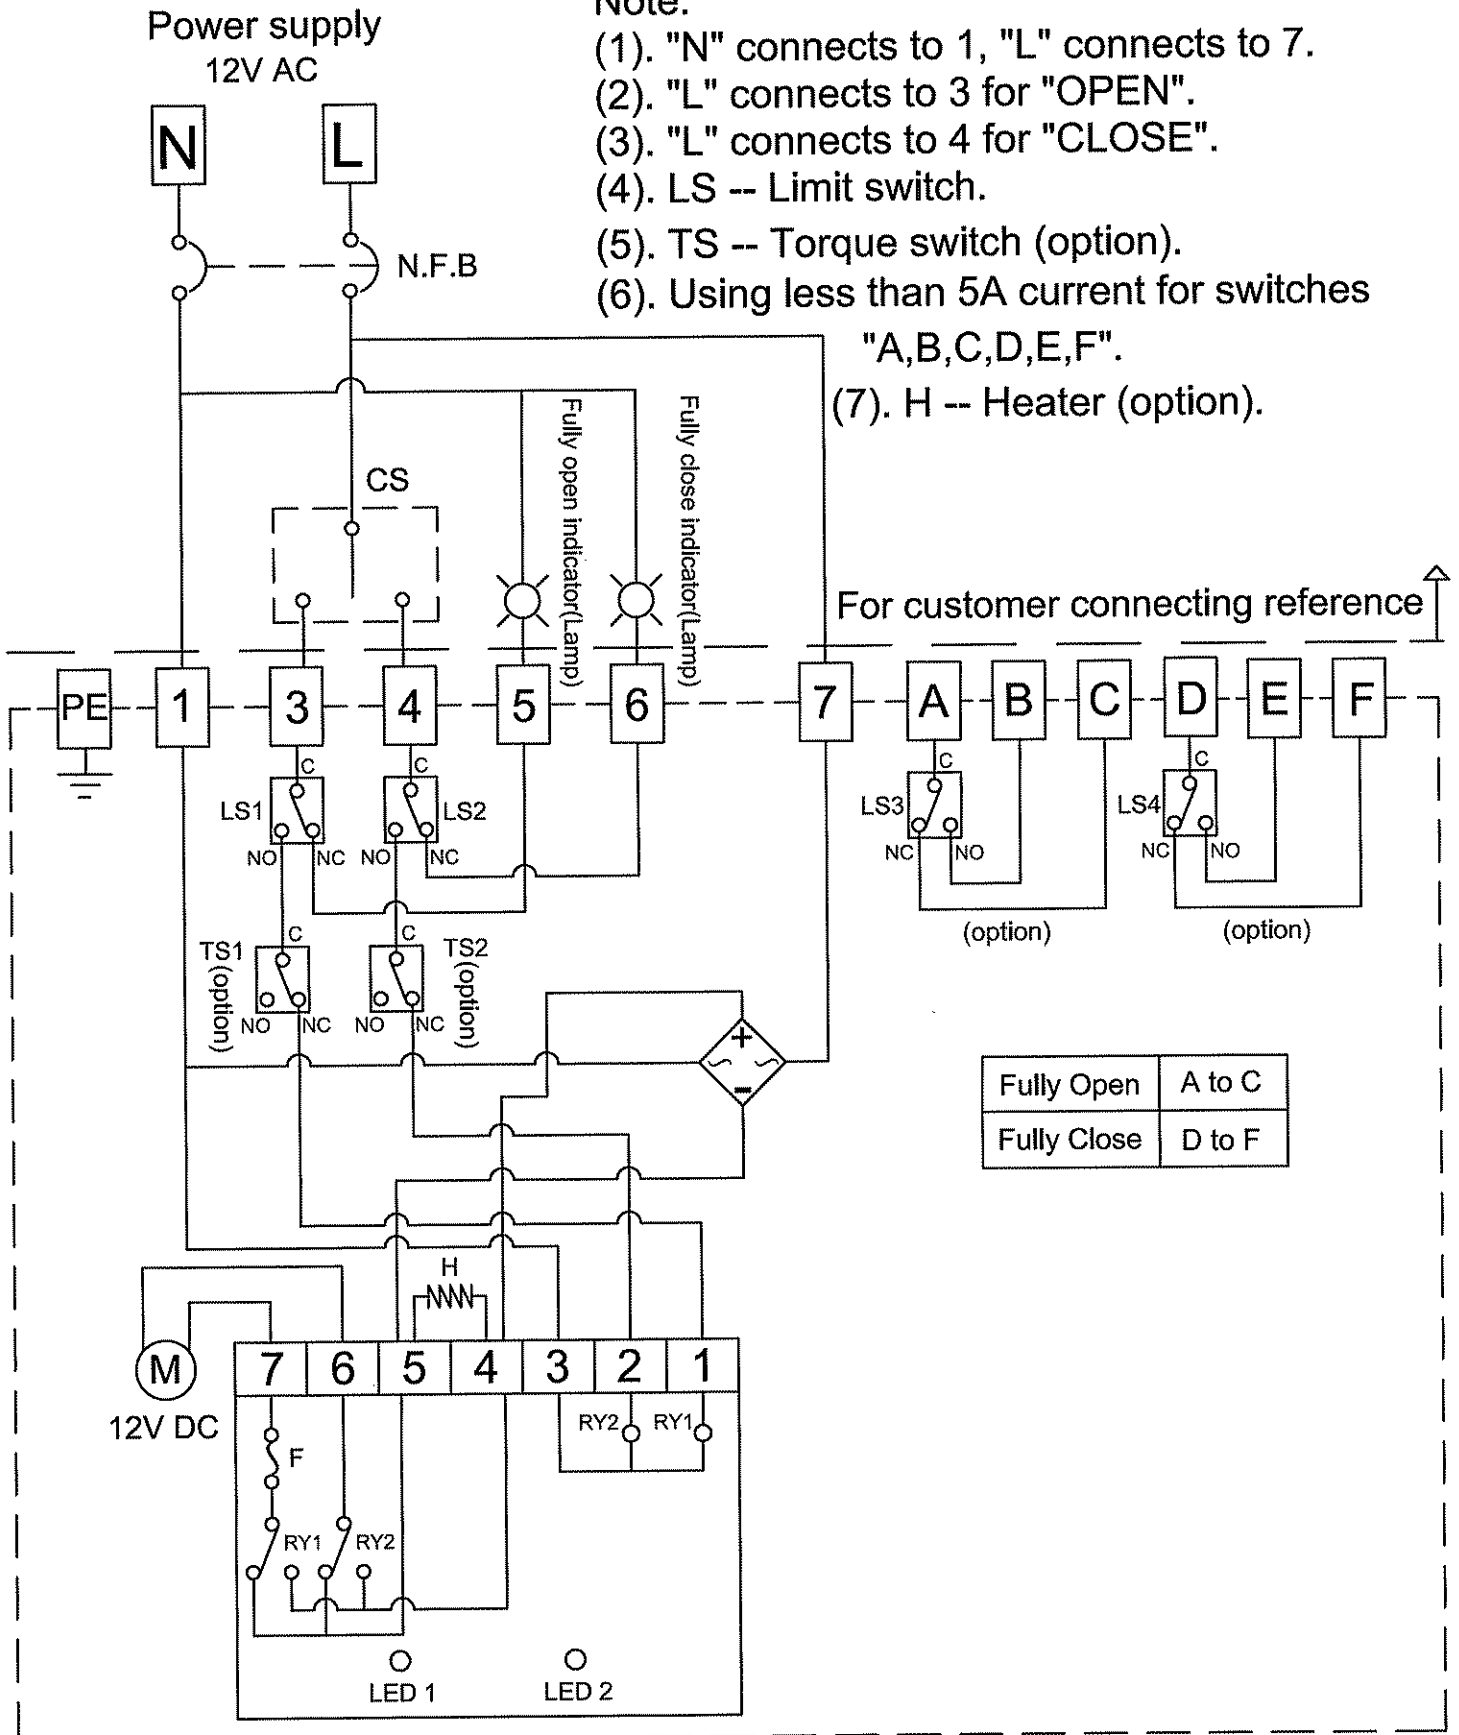 Power supply
12V AC
N L
N.F.B
Note:
(1). "N" connects to 1, "L" connects to 7.
(2). "L" connects to 3 for "OPEN".
(3). "L" connects to 4 for "CLOSE".
(4). LS -- Limit switch.
(5). TS -- Torque switch (option).
(6). Using less than 5A current for switches
"A,B,C,D,E,F".
(7). H -- Heater (option).
CS
Fully open indicator(Lamp)
Fully close indicator(Lamp)
For customer connecting reference
PE 1 3 4 5 6 7 A B C D E F
C C C C
LS1 LS2 LS3 LS4
NO NC NO NC NC NO NC NO
(option) (option)
C C
TS1 (option) TS2 (option)
NO NC NO NC
+
-
Fully Open A to C
Fully Close D to F
H
M
12V DC
7 6 5 4 3 2 1
RY2 RY1
F
RY1 RY2
LED 1 LED 2